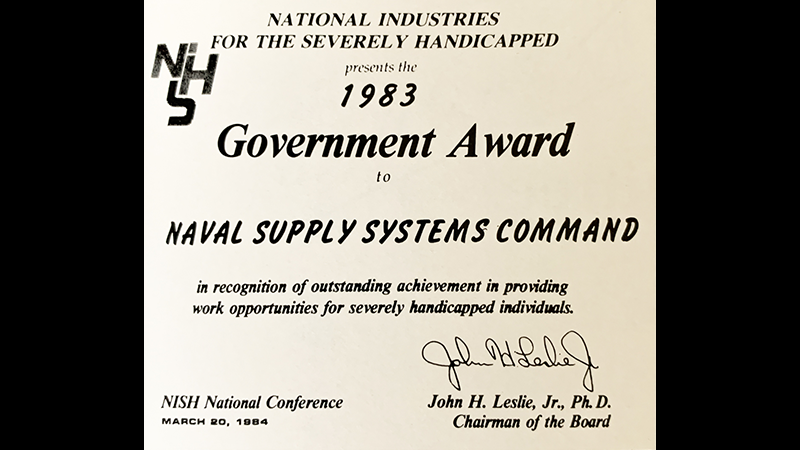 NATIONAL INDUSTRIES
FOR THE SEVERELY HANDICAPPED
NISH
presents the
1983
Government Award
to
NAVAL SUPPLY SYSTEMS COMMAND
in recognition of outstanding achievement in providing
work opportunities for severely handicapped individuals.
John H Leslie Jr
NISH National Conference
MARCH 20, 1984
John H. Leslie, Jr., Ph. D.
Chairman of the Board